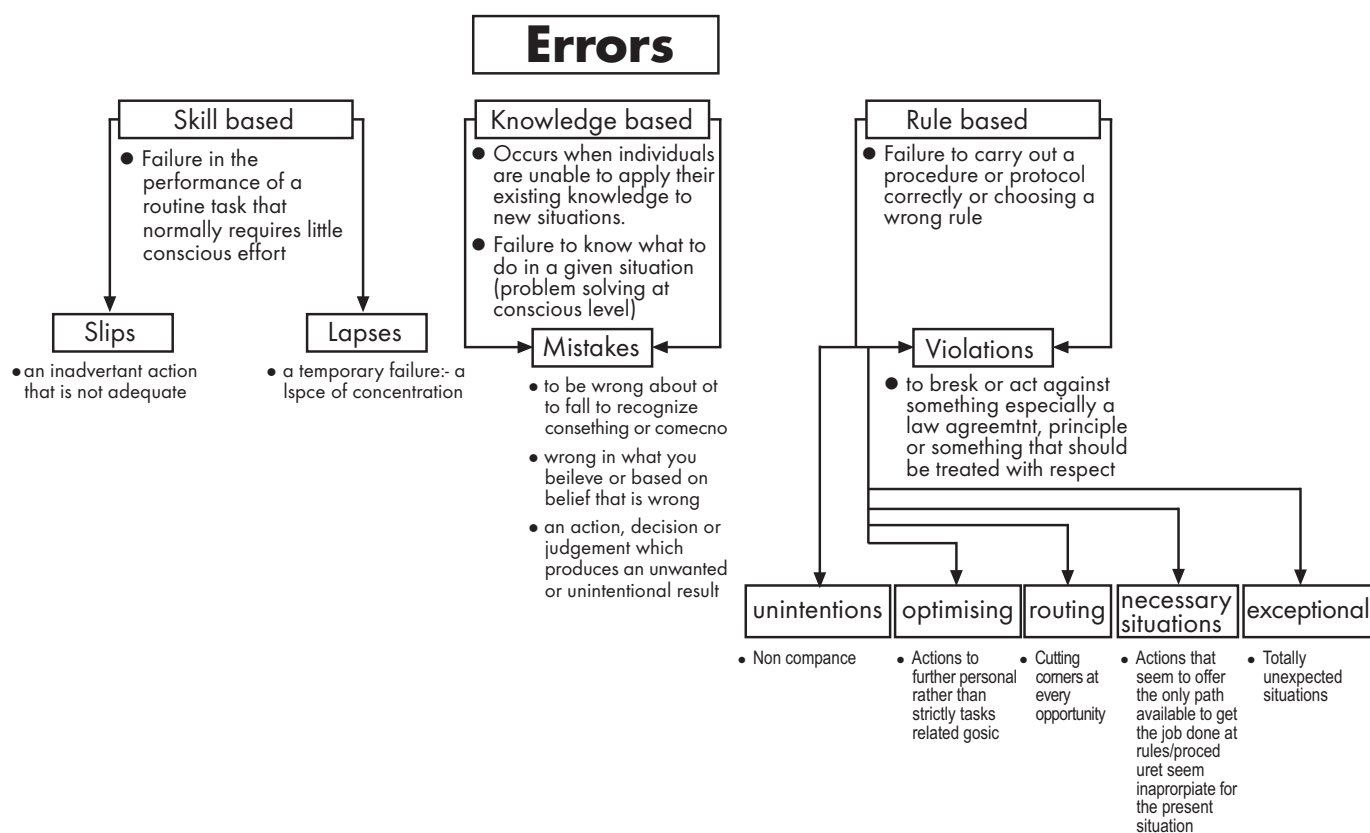 Errors
Skill based
● Failure in the
performance of a
routine task that
normally requires little
conscious effort
Slips
● an inadvertant action
that is not adequate
Lapses
● a temporary failure:- a
lspce of concentration
Knowledge based
● Occurs when individuals
are unable to apply their
existing knowledge to
new situations.
● Failure to know what to
do in a given situation
(problem solving at
conscious level)
Mistakes
● to be wrong about ot
to fall to recognize
consething or comecno
● wrong in what you
beileve or based on
belief that is wrong
● an action, decision or
judgement which
produces an unwanted
or unintentional result
Rule based
● Failure to carry out a
procedure or protocol
correctly or choosing a
wrong rule
Violations
● to bresk or act against
something especially a
law agreemtnt, principle
or something that should
be treated with respect
unintentions
● Non compance
optimising
● Actions to
further personal
rather than
strictly tasks
related gosic
routing
● Cutting
corners at
every
opportunity
necessary
situations
● Actions that
seem to offer
the only path
available to get
the job done at
rules/proced
uret seem
inaprorpiate for
the present
situation
exceptional
● Totally
unexpected
situations